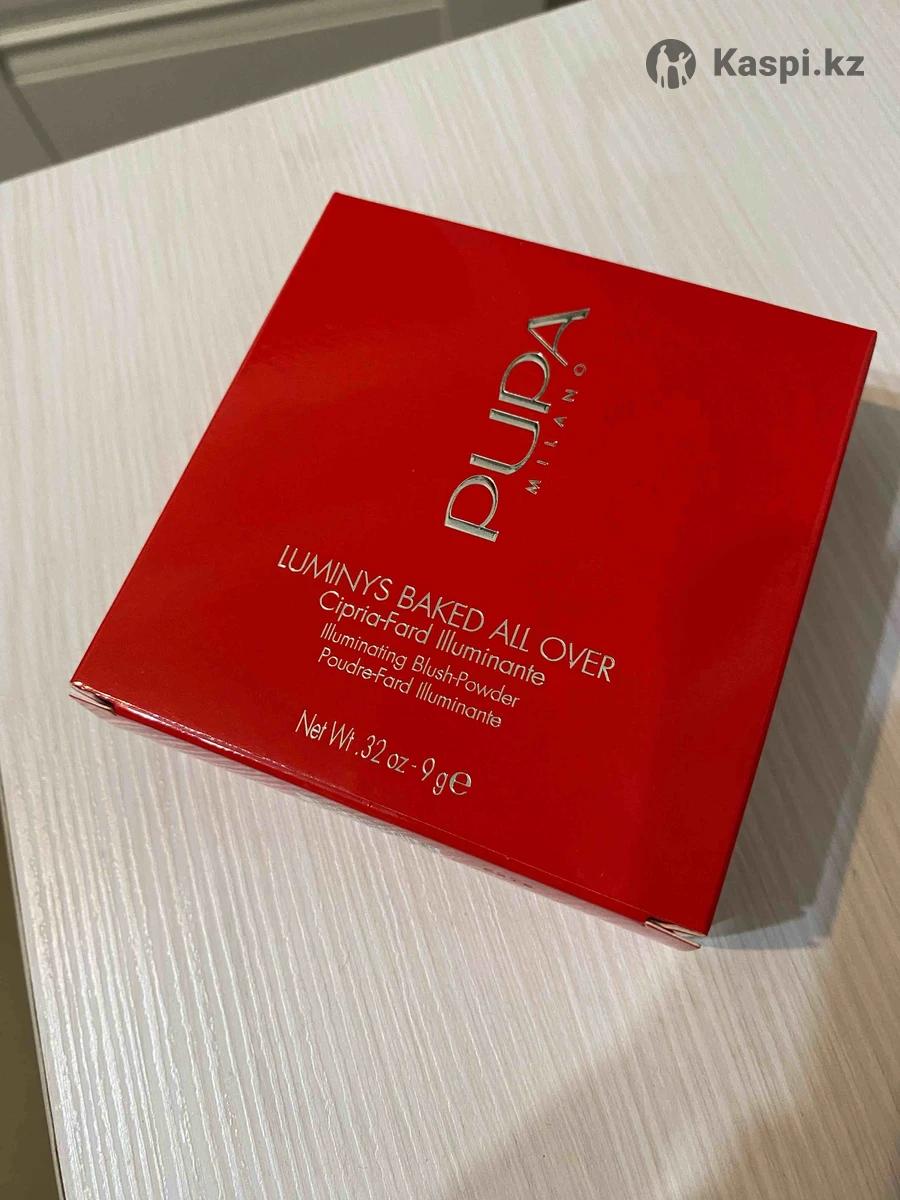 Kaspi.kz
PUPA
MILANO
LUMINYS BAKED ALL OVER
Cipria-Fard Illuminante
Illuminating Blush-Powder
Poudre-Fard Illuminante
Net Wt .32 oz - 9 g ℮